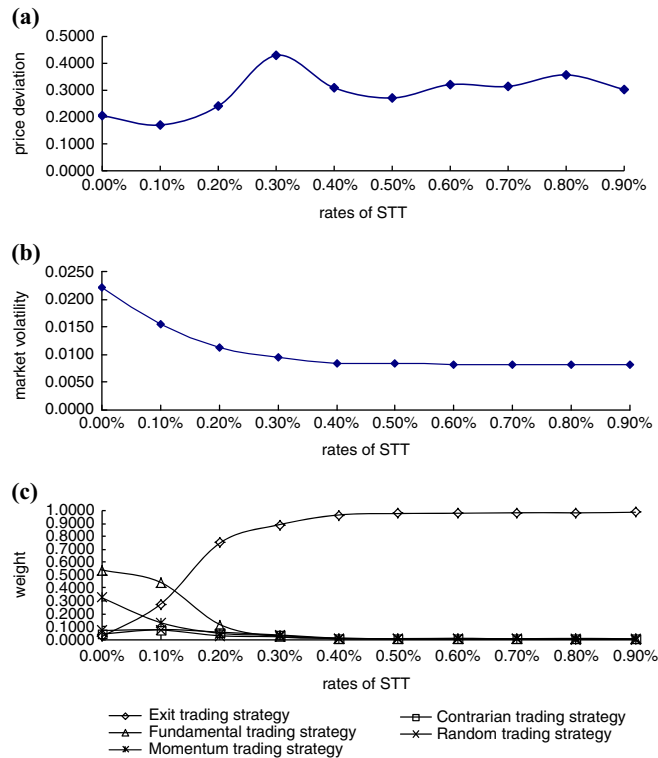 (a)
0.5000
0.4000
0.3000
0.2000
0.1000
0.0000
price deviation
0.00% 0.10% 0.20% 0.30% 0.40% 0.50% 0.60% 0.70% 0.80% 0.90%
rates of STT
(b)
0.0250
0.0200
0.0150
0.0100
0.0050
0.0000
market volatility
0.00% 0.10% 0.20% 0.30% 0.40% 0.50% 0.60% 0.70% 0.80% 0.90%
rates of STT
(c)
1.0000
0.9000
0.8000
0.7000
0.6000
0.5000
0.4000
0.3000
0.2000
0.1000
0.0000
weight
0.00% 0.10% 0.20% 0.30% 0.40% 0.50% 0.60% 0.70% 0.80% 0.90%
rates of STT
Exit trading strategy
Fundamental trading strategy
Momentum trading strategy
Contrarian trading strategy
Random trading strategy